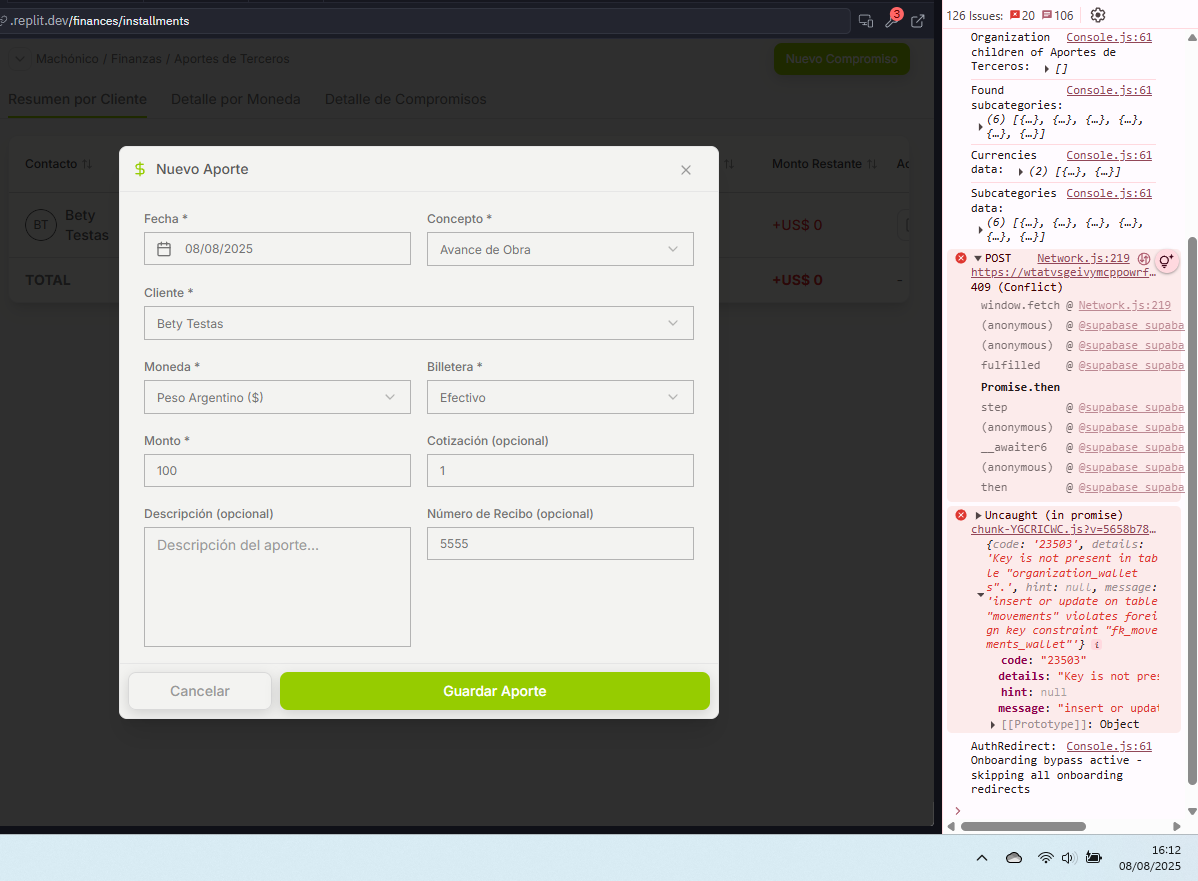 .replit.dev/finances/installments
3
Machónico / Finanzas / Aportes de Terceros
Nuevo Compromiso
Resumen por Cliente
Detalle por Moneda
Detalle de Compromisos
Contacto
Monto Restante
BT
Bety
Testas
+US$ 0
TOTAL
+US$ 0
-
Nuevo Aporte
Fecha *
Concepto *
08/08/2025
Avance de Obra
Cliente *
Bety Testas
Moneda *
Billetera *
Peso Argentino ($)
Efectivo
Monto *
Cotización (opcional)
100
1
Descripción (opcional)
Número de Recibo (opcional)
Descripción del aporte...
5555
Cancelar
Guardar Aporte
126 Issues: 20 106
Organization Console.js:61
children of Aportes de
Terceros: []
Found Console.js:61
subcategories:
(6) [{…}, {…}, {…}, {…},
{…}, {…}]
Currencies Console.js:61
data: (2) [{…}, {…}]
Subcategories Console.js:61
data:
(6) [{…}, {…}, {…}, {…},
{…}, {…}]
POST Network.js:219
https://wtatvsgeivymcppowrf…
409 (Conflict)
window.fetch @ Network.js:219
(anonymous) @ @supabase_supaba
(anonymous) @ @supabase_supaba
fulfilled @ @supabase_supaba
Promise.then
step @ @supabase_supaba
(anonymous) @ @supabase_supaba
__awaiter6 @ @supabase_supaba
(anonymous) @ @supabase_supaba
then @ @supabase_supaba
Uncaught (in promise)
chunk-YGCRICWC.js?v=5658b78…
{code: '23503', details:
'Key is not present in tab
le "organization_wallet
s".', hint: null, message:
'insert or update on table
"movements" violates forei
gn key constraint "fk_move
ments_wallet"'} i
code: "23503"
details: "Key is not pres
hint: null
message: "insert or updat
[[Prototype]]: Object
AuthRedirect: Console.js:61
Onboarding bypass active -
skipping all onboarding
redirects
16:12
08/08/2025